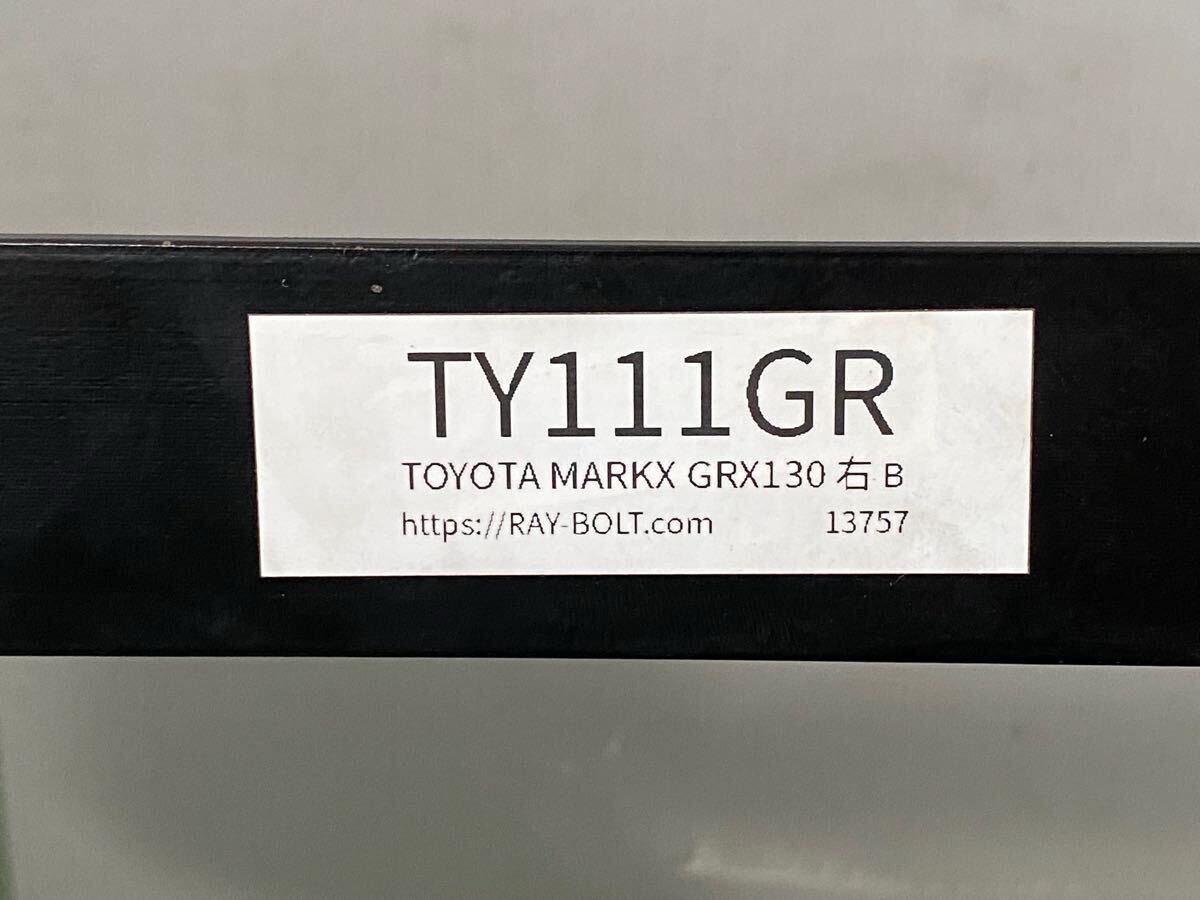 TY111GR
TOYOTA MARKX GRX130 右 B
https://RAY-BOLT.com 13757